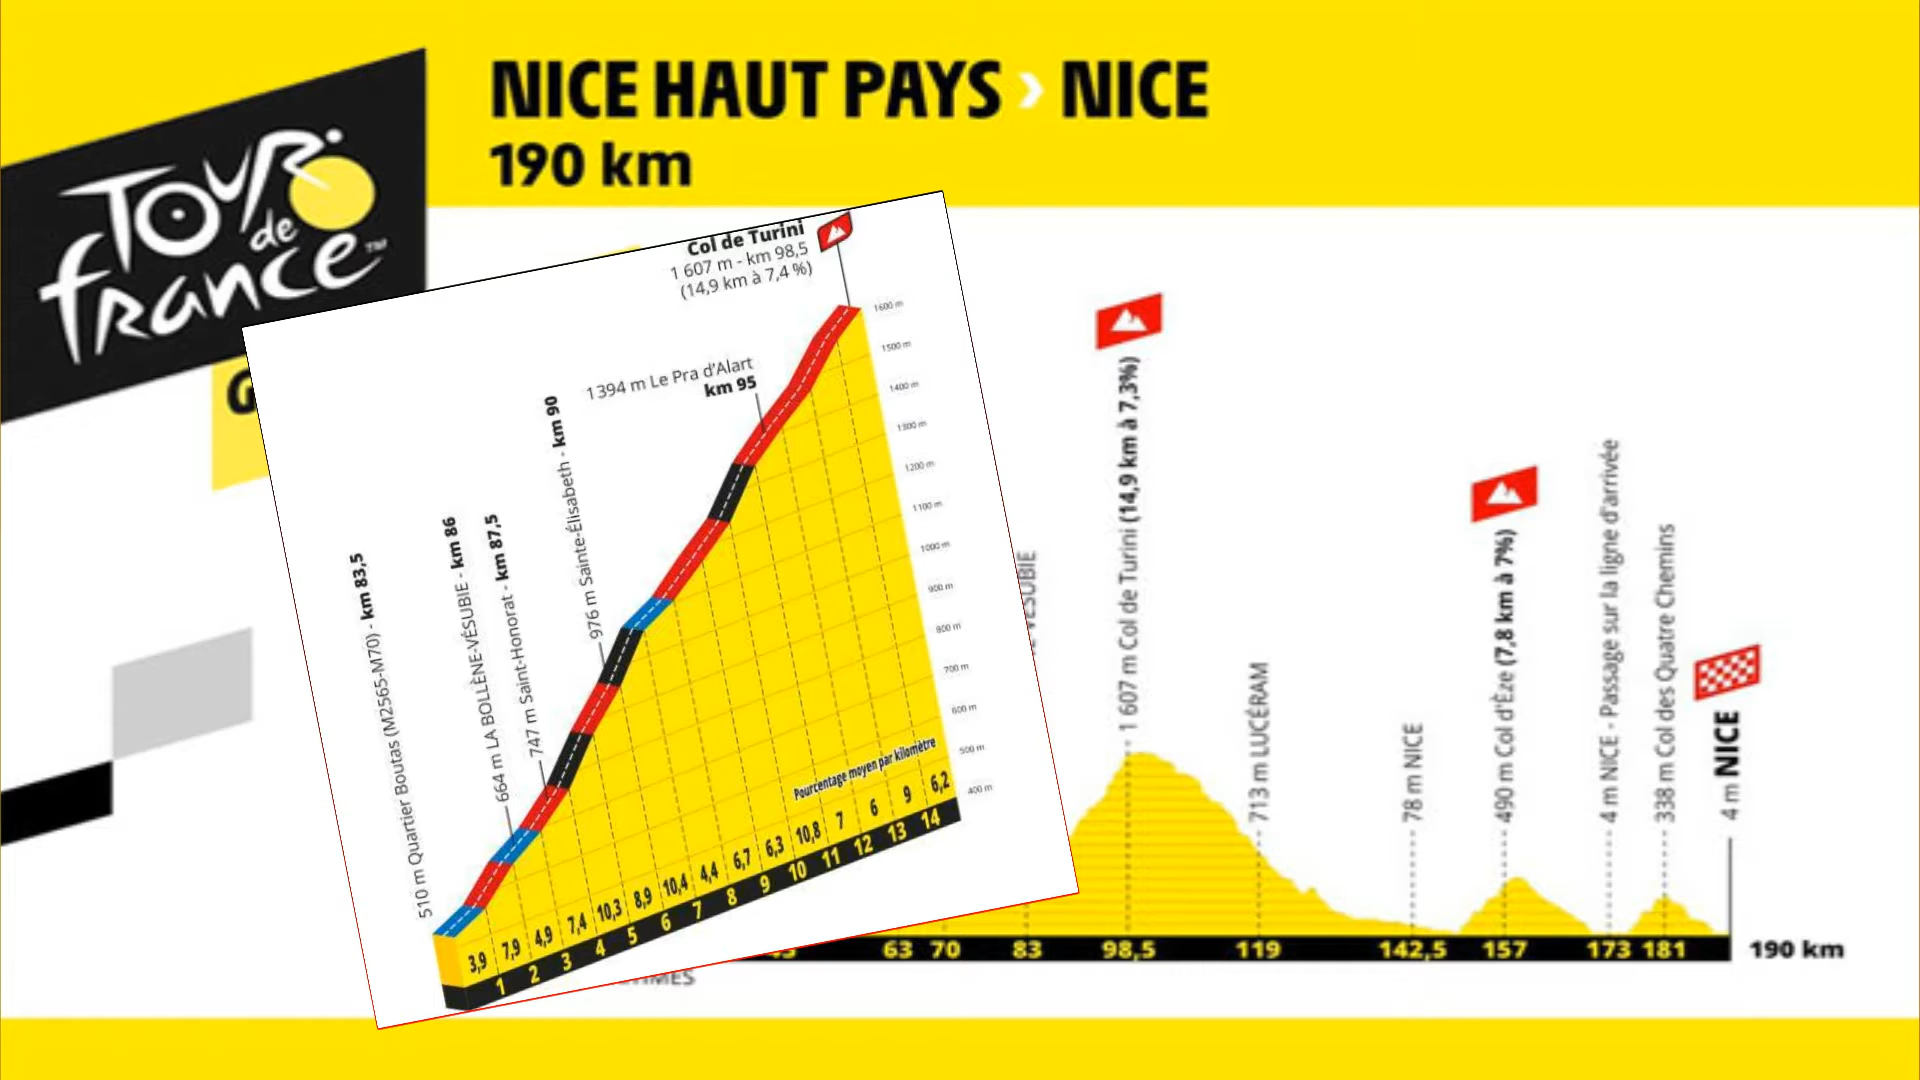 NICE HAUT PAYS › NICE
190 km
TOUR
de
france™
G
Col de Turini
1 607 m - km 98,5
(14,9 km à 7,4 %)
1 394 m Le Pra d'Alart
km 95
976 m Sainte-Élisabeth - km 90
747 m Saint-Honorat - km 87,5
664 m LA BOLLÈNE-VÉSUBIE - km 86
510 m Quartier Boutas (M2565-M70) - km 83,5
1600 m
1500 m
1400 m
1300 m
1200 m
1100 m
1000 m
900 m
800 m
700 m
600 m
500 m
400 m
Pourcentage moyen par kilomètre
3,9 7,9 4,9 7,4 10,3 8,9 10,4 4,4 6,7 6,3 10,8 7 6 9 6,2
1 2 3 4 5 6 7 8 9 10 11 12 13 14
VÉSUBIE
1 607 m Col de Turini (14,9 km à 7,3%)
713 m LUCÉRAM
78 m NICE
490 m Col d'Èze (7,8 km à 7%)
4 m NICE - Passage sur la ligne d'arrivée
338 m Col des Quatre Chemins
4 m NICE
63 70 83 98,5 119 142,5 157 173 181 190 km